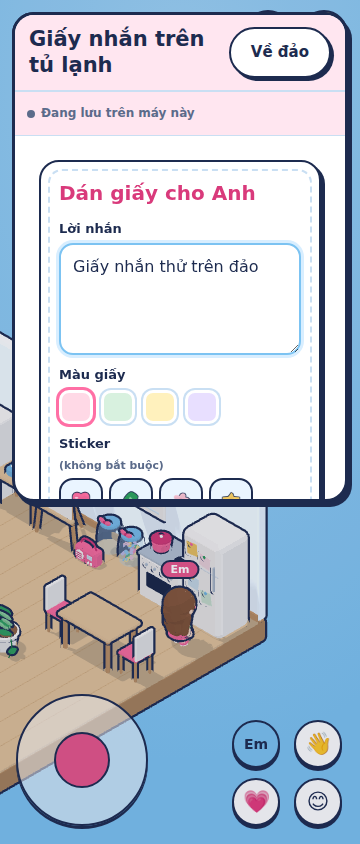 Giấy nhắn trên
tủ lạnh
Về đảo
Đang lưu trên máy này
Dán giấy cho Anh
Lời nhắn
Giấy nhắn thử trên đảo
Màu giấy
Sticker
(không bắt buộc)
Em
Em